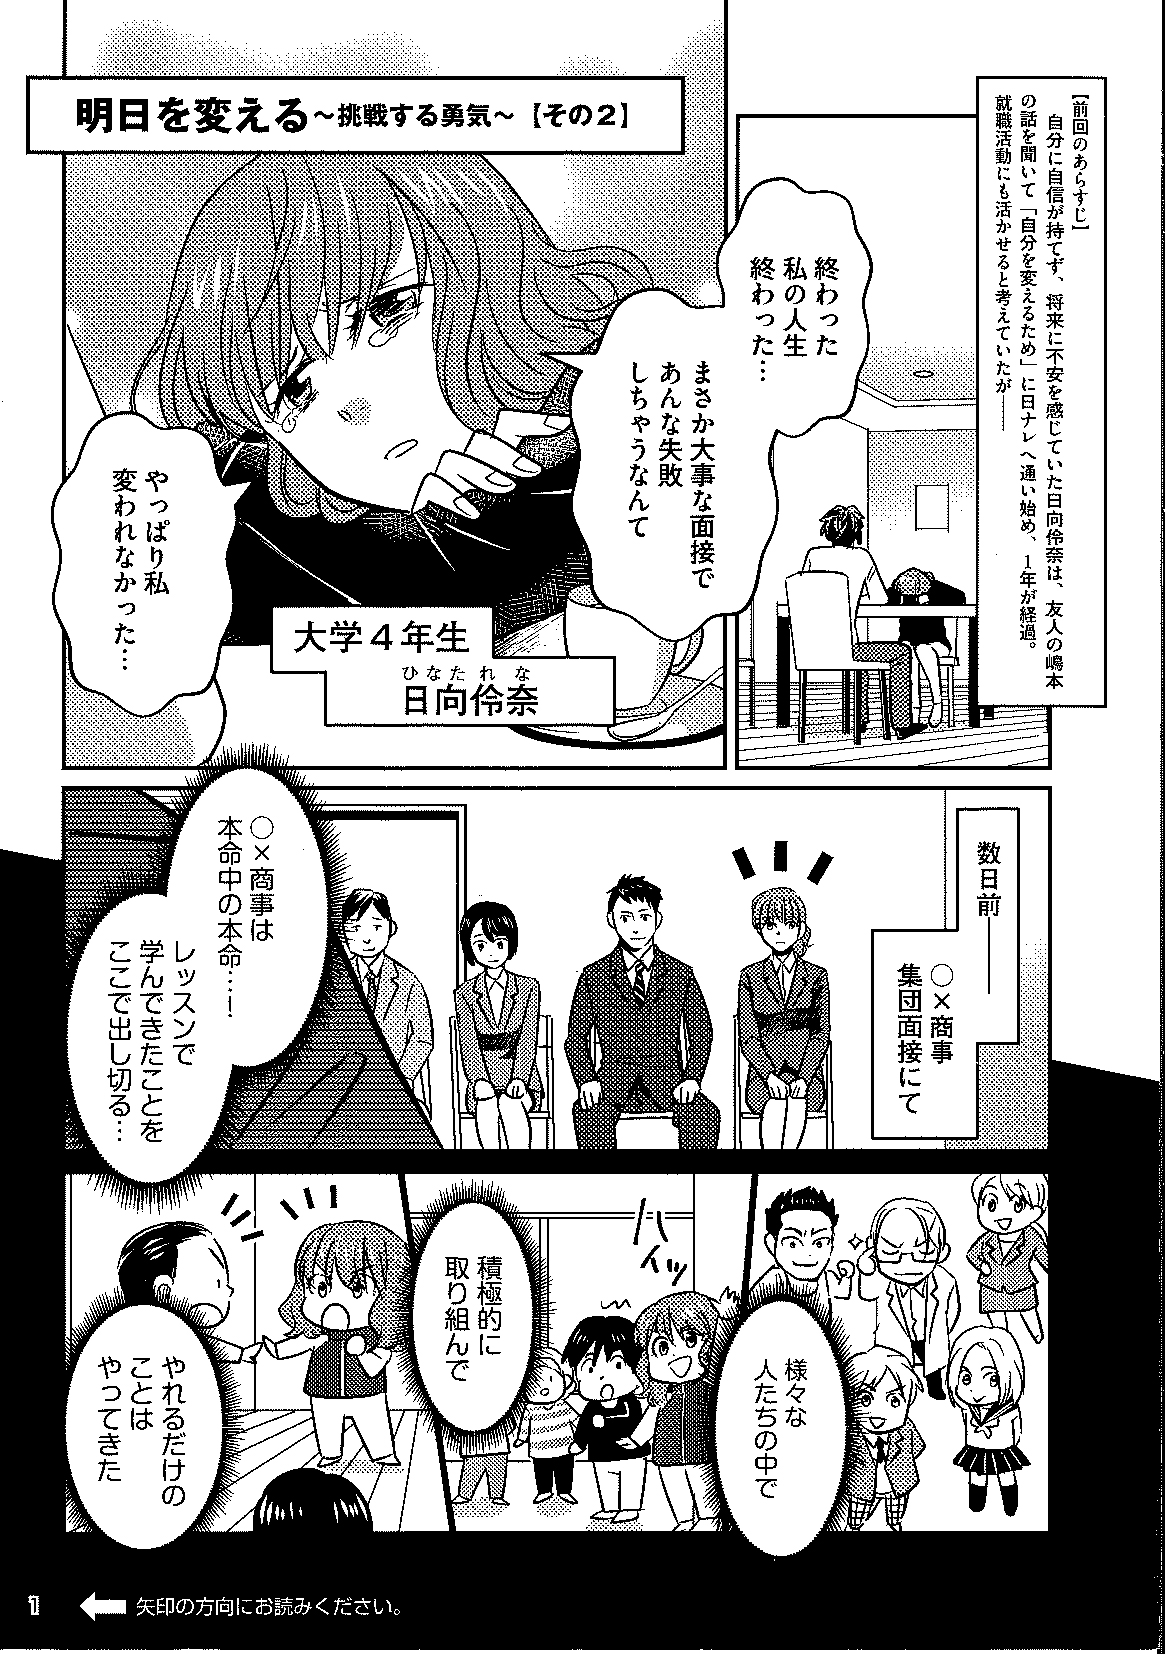 明日を変える～挑戦する勇気～【その２】
【前回のあらすじ】
自分に自信が持てず、将来に不安を感じていた日向伶奈は、友人の嶋本
の話を聞いて「自分を変えるため」に日ナレへ通い始め、1年が経過。
就職活動にも活かせると考えていたが――
終わった
私の人生
終わった…
まさか大事な面接で
あんな失敗
しちゃうなんて
やっぱり私
変われなかった…
大学４年生
ひなたれな
日向伶奈
数日前――
○×商事
集団面接にて
○×商事は
本命中の本命…！
レッスンで
学んできたことを
ここで出し切る…
様々な
人たちの中で
ハイッ
積極的に
取り組んで
やれるだけの
ことは
やってきた
1
矢印の方向にお読みください。